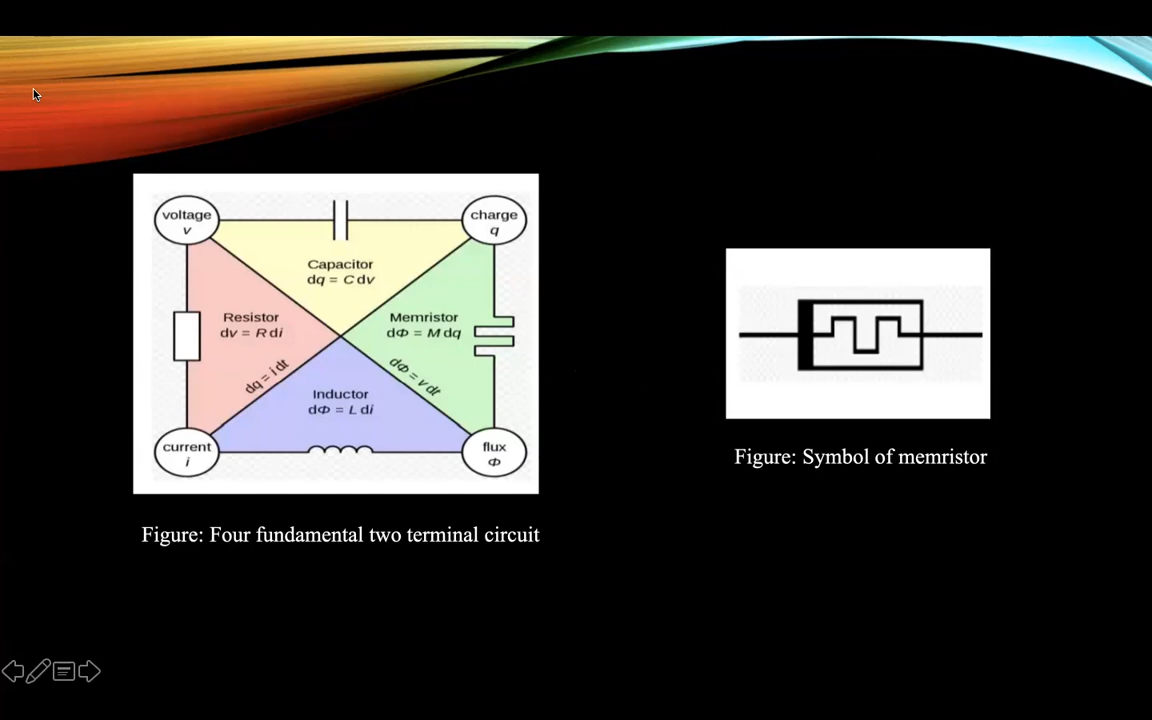 voltage
v
charge
q
Capacitor
dq = C dv
Resistor
dv = R di
Memristor
dΦ = M dq
dq = i dt
dΦ = v dt
Inductor
dΦ = L di
current
i
flux
Φ
Figure: Four fundamental two terminal circuit
Figure: Symbol of memristor